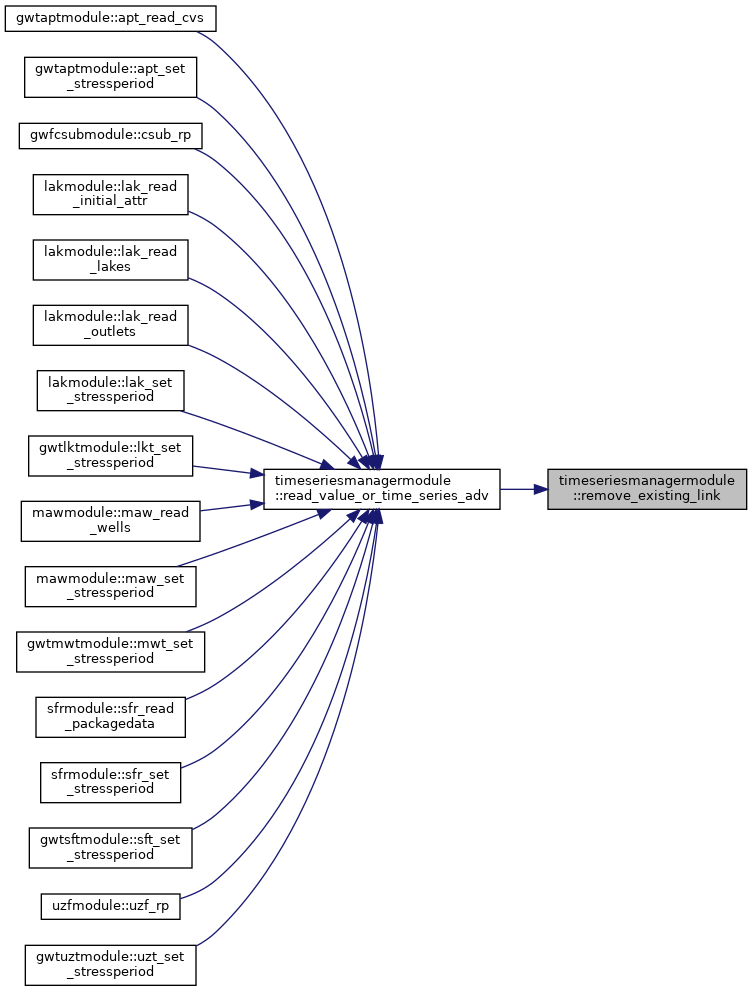 gwtaptmodule::apt_read_cvs
gwtaptmodule::apt_set
_stressperiod
gwfcsubmodule::csub_rp
lakmodule::lak_read
_initial_attr
lakmodule::lak_read
_lakes
lakmodule::lak_read
_outlets
lakmodule::lak_set
_stressperiod
gwtlktmodule::lkt_set
_stressperiod
mawmodule::maw_read
_wells
mawmodule::maw_set
_stressperiod
gwtmwtmodule::mwt_set
_stressperiod
sfrmodule::sfr_read
_packagedata
sfrmodule::sfr_set
_stressperiod
gwtsftmodule::sft_set
_stressperiod
uzfmodule::uzf_rp
gwtuztmodule::uzt_set
_stressperiod
timeseriesmanagermodule
::read_value_or_time_series_adv
timeseriesmanagermodule
::remove_existing_link